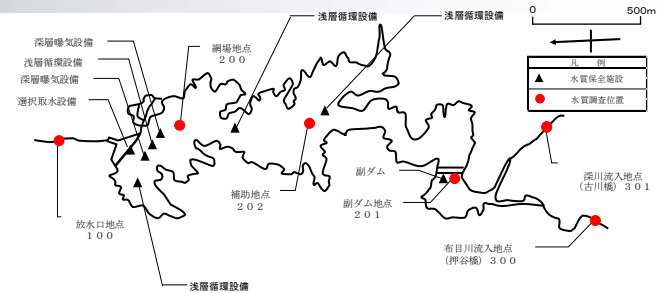 浅層循環設備
浅層循環設備
0
500m
深層曝気設備
浅層循環設備
深層曝気設備
選択取水設備
網場地点
２００
凡 例
水質保全施設
水質調査位置
副ダム
副ダム地点
２０１
補助地点
２０２
放水口地点
１００
深川流入地点
（古川橋）３０１
布目川流入地点
（押谷橋）３００
浅層循環設備